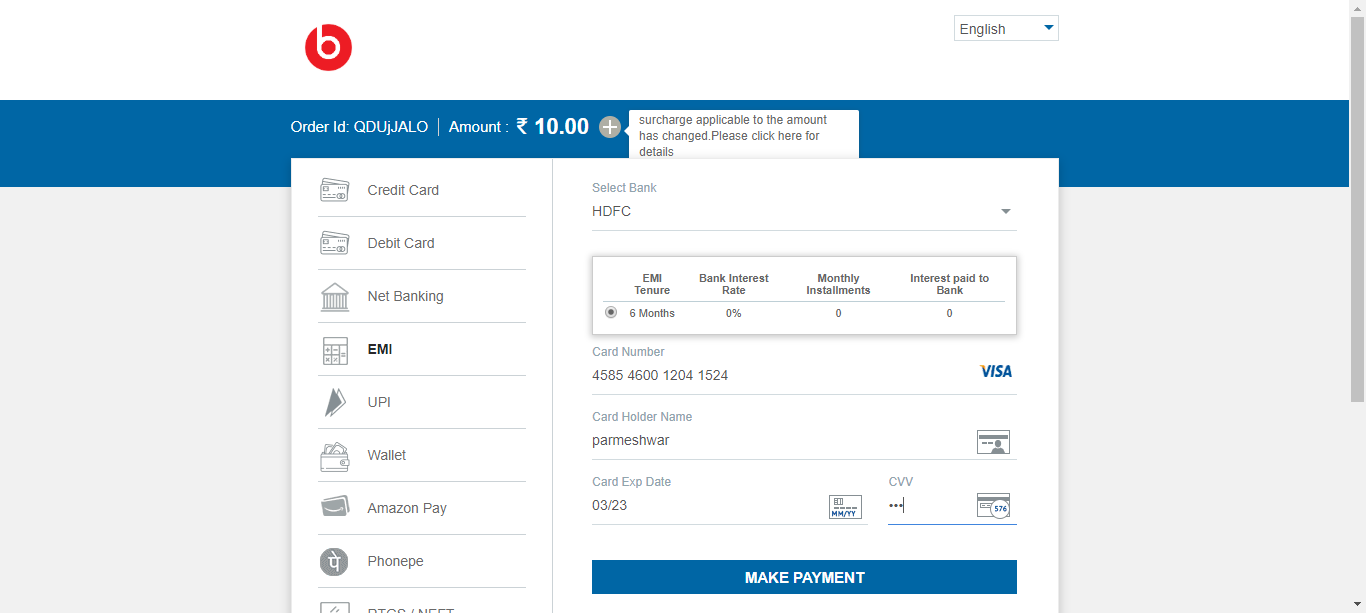 b
English
Order Id: QDUjJALO | Amount : ₹ 10.00
surcharge applicable to the amount
has changed.Please click here for
details
Credit Card
Debit Card
Net Banking
EMI
UPI
Wallet
Amazon Pay
पे Phonepe
RTGS / NEFT
Select Bank
HDFC
EMI Tenure Bank Interest Rate Monthly Installments Interest paid to Bank
6 Months 0% 0 0
Card Number
4585 4600 1204 1524 VISA
Card Holder Name
parmeshwar
Card Exp Date CVV
03/23 MM/YY ••• 576
MAKE PAYMENT